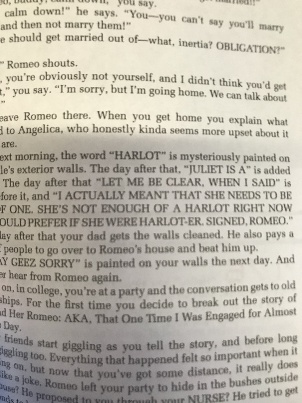 you say.
calm down!" he says. "You—you can't say you'll marry
and then not marry them!"
e should get married out of—what, inertia? OBLIGATION?"
" Romeo shouts.
, you're obviously not yourself, and I didn't think you'd get
," you say. "I'm sorry, but I'm going home. We can talk about
"
eave Romeo there. When you get home you explain what
d to Angelica, who honestly kinda seems more upset about it
are.
ext morning, the word "HARLOT" is mysteriously painted on
le's exterior walls. The day after that, "JULIET IS A" is added
The day after that "LET ME BE CLEAR, WHEN I SAID" is
fore it, and "I ACTUALLY MEANT THAT SHE NEEDS TO BE
F ONE. SHE'S NOT ENOUGH OF A HARLOT RIGHT NOW
OULD PREFER IF SHE WERE HARLOT-ER. SIGNED, ROMEO."
day after that your dad gets the walls cleaned. He also pays a
f people to go over to Romeo's house and beat him up.
AY GEEZ SORRY" is painted on your walls the next day. And
er hear from Romeo again.
on, in college, you're at a party and the conversation gets to old
ships. For the first time you decide to break out the story of
d Her Romeo: AKA, That One Time I Was Engaged for Almost
Day.
friends start giggling as you tell the story, and before long
giggling too. Everything that happened felt so important when it
ng on, but now that you've got some distance, it all
like a joke. Romeo left your party to hide in the bushes outside
ouse? He proposed to you through your NURSE? He tried to get